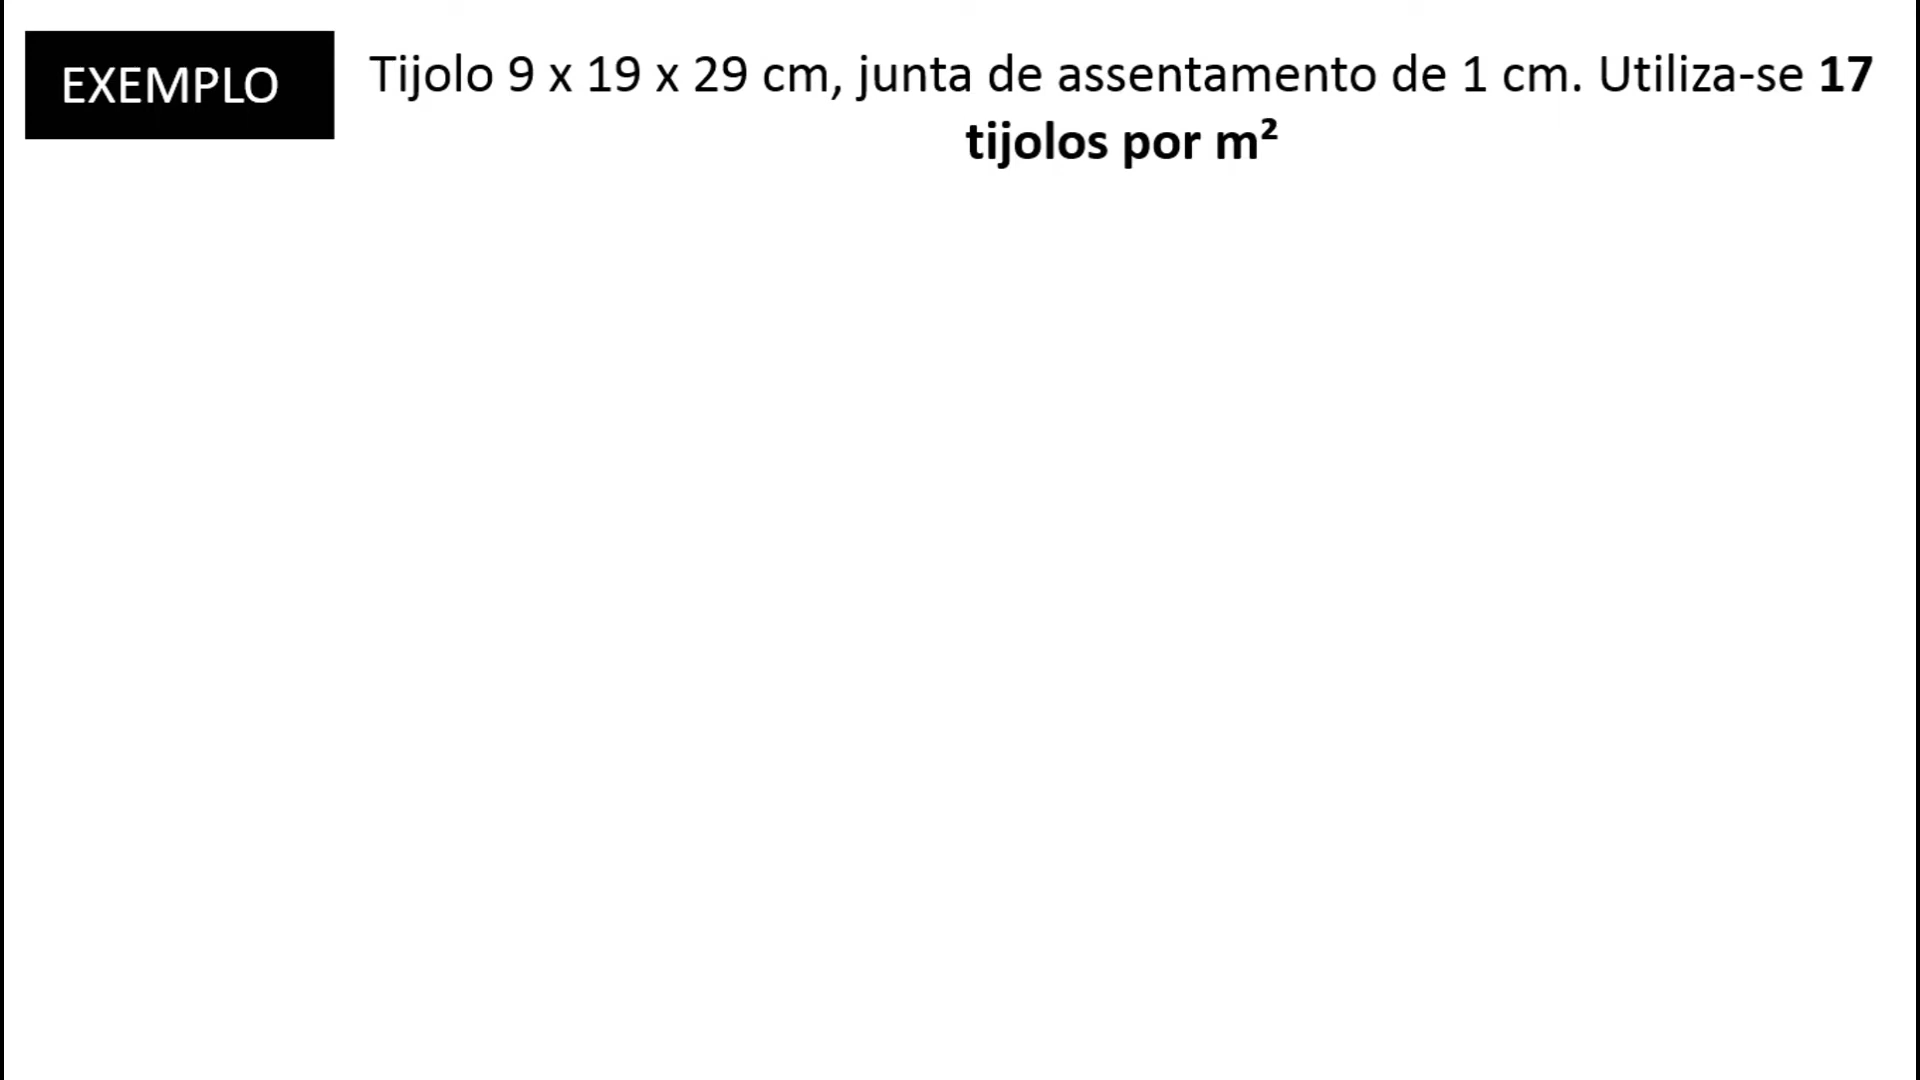 EXEMPLO
Tijolo 9 x 19 x 29 cm, junta de assentamento de 1 cm. Utiliza-se 17
tijolos por m²